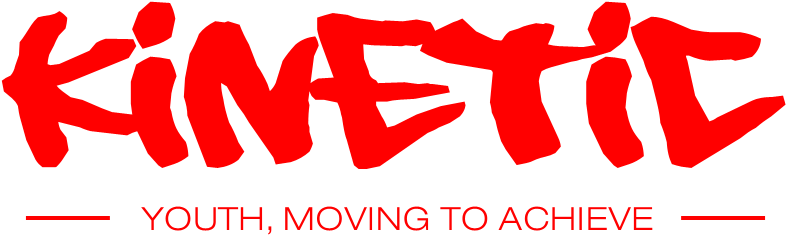 KiNETiC
YOUTH, MOVING TO ACHIEVE